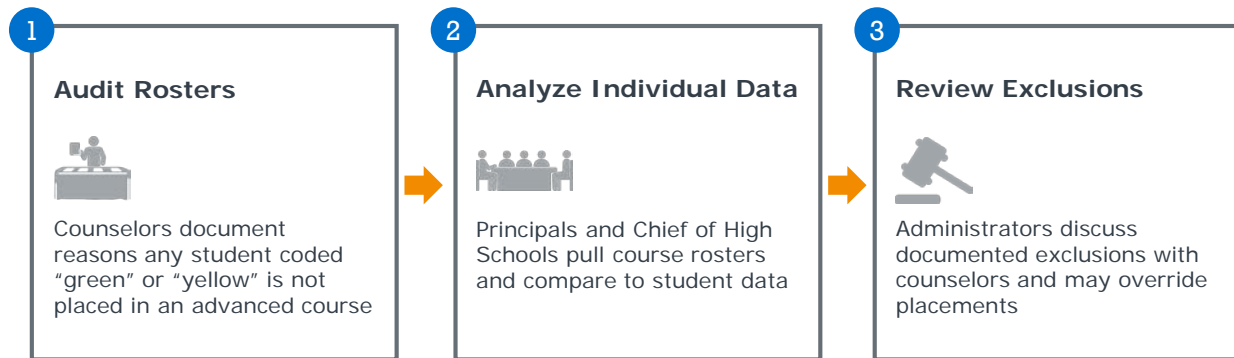 1
Audit Rosters
Counselors document
reasons any student coded
“green” or “yellow” is not
placed in an advanced course
2
Analyze Individual Data
Principals and Chief of High
Schools pull course rosters
and compare to student data
3
Review Exclusions
Administrators discuss
documented exclusions with
counselors and may override
placements